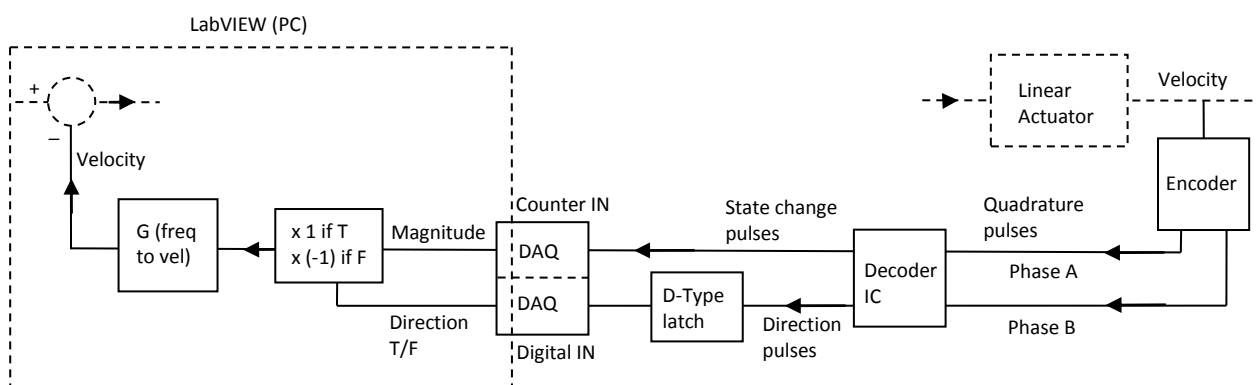 LabVIEW (PC)
+
−
Velocity
G (freq
to vel)
x 1 if T
x (-1) if F
Magnitude
Direction
T/F
Counter IN
DAQ
DAQ
Digital IN
State change
pulses
D-Type
latch
Direction
pulses
Decoder
IC
Quadrature
pulses
Phase A
Phase B
Linear
Actuator
Velocity
Encoder